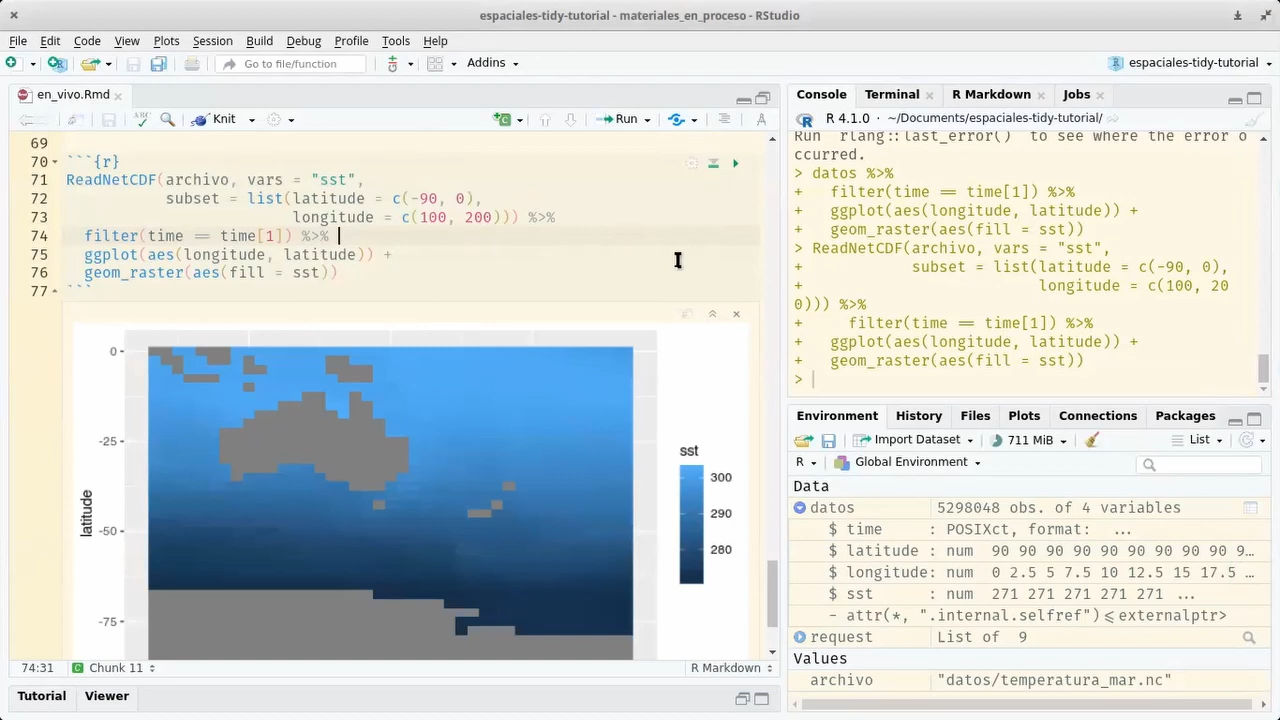 espaciales-tidy-tutorial - materiales_en_proceso - RStudio
File Edit Code View Plots Session Build Debug Profile Tools Help
Go to file/function Addins espaciales-tidy-tutorial
en_vivo.Rmd
Knit Run
69
70 ```{r}
71 ReadNetCDF(archivo, vars = "sst",
72 subset = list(latitude = c(-90, 0),
73 longitude = c(100, 200))) %>%
74 filter(time == time[1]) %>%
75 ggplot(aes(longitude, latitude)) +
76 geom_raster(aes(fill = sst))
77 ```
0
-25
-50
-75
latitude
sst
300
290
280
74:31 Chunk 11 R Markdown
Tutorial Viewer
Console Terminal R Markdown Jobs
R 4.1.0 · ~/Documents/espaciales-tidy-tutorial/
Run `rlang::last_error()` to see where the error o
ccurred.
> datos %>%
+ filter(time == time[1]) %>%
+ ggplot(aes(longitude, latitude)) +
+ geom_raster(aes(fill = sst))
> ReadNetCDF(archivo, vars = "sst",
+ subset = list(latitude = c(-90, 0),
+ longitude = c(100, 20
0))) %>%
+ filter(time == time[1]) %>%
+ ggplot(aes(longitude, latitude)) +
+ geom_raster(aes(fill = sst))
>
Environment History Files Plots Connections Packages
Import Dataset 711 MiB List
R Global Environment
Data
datos 5298048 obs. of 4 variables
$ time : POSIXct, format: ...
$ latitude : num 90 90 90 90 90 90 90 90 90 9…
$ longitude: num 0 2.5 5 7.5 10 12.5 15 17.5 …
$ sst : num 271 271 271 271 271 ...
- attr(*, ".internal.selfref")<externalptr>
request List of 9
Values
archivo "datos/temperatura_mar.nc"